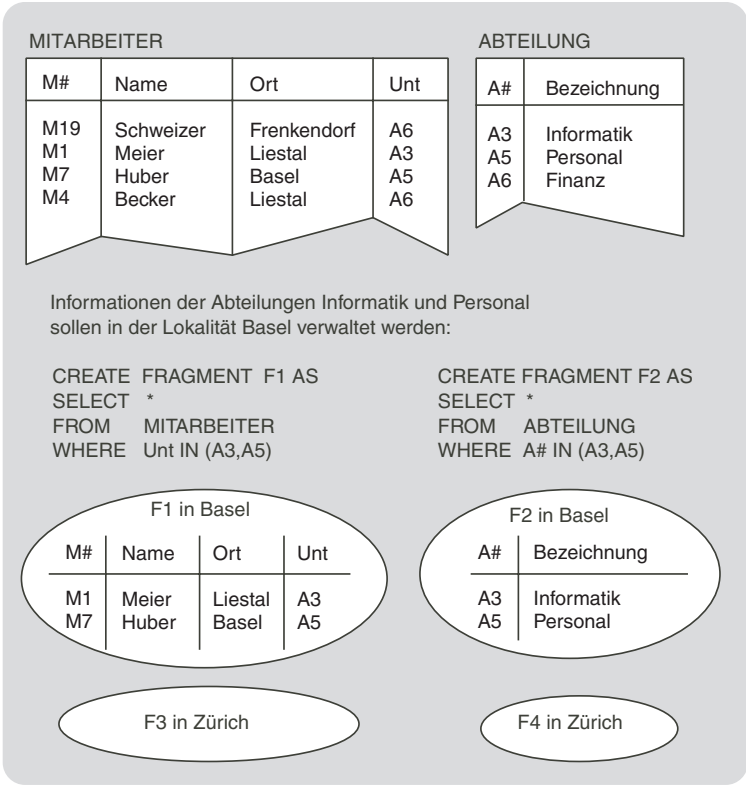 MITARBEITER
M# Name Ort Unt
M19 Schweizer Frenkendorf A6
M1 Meier Liestal A3
M7 Huber Basel A5
M4 Becker Liestal A6
ABTEILUNG
A# Bezeichnung
A3 Informatik
A5 Personal
A6 Finanz
Informationen der Abteilungen Informatik und Personal
sollen in der Lokalität Basel verwaltet werden:
CREATE FRAGMENT F1 AS
SELECT *
FROM MITARBEITER
WHERE Unt IN (A3,A5)
CREATE FRAGMENT F2 AS
SELECT *
FROM ABTEILUNG
WHERE A# IN (A3,A5)
F1 in Basel
M# Name Ort Unt
M1 Meier Liestal A3
M7 Huber Basel A5
F2 in Basel
A# Bezeichnung
A3 Informatik
A5 Personal
F3 in Zürich
F4 in Zürich